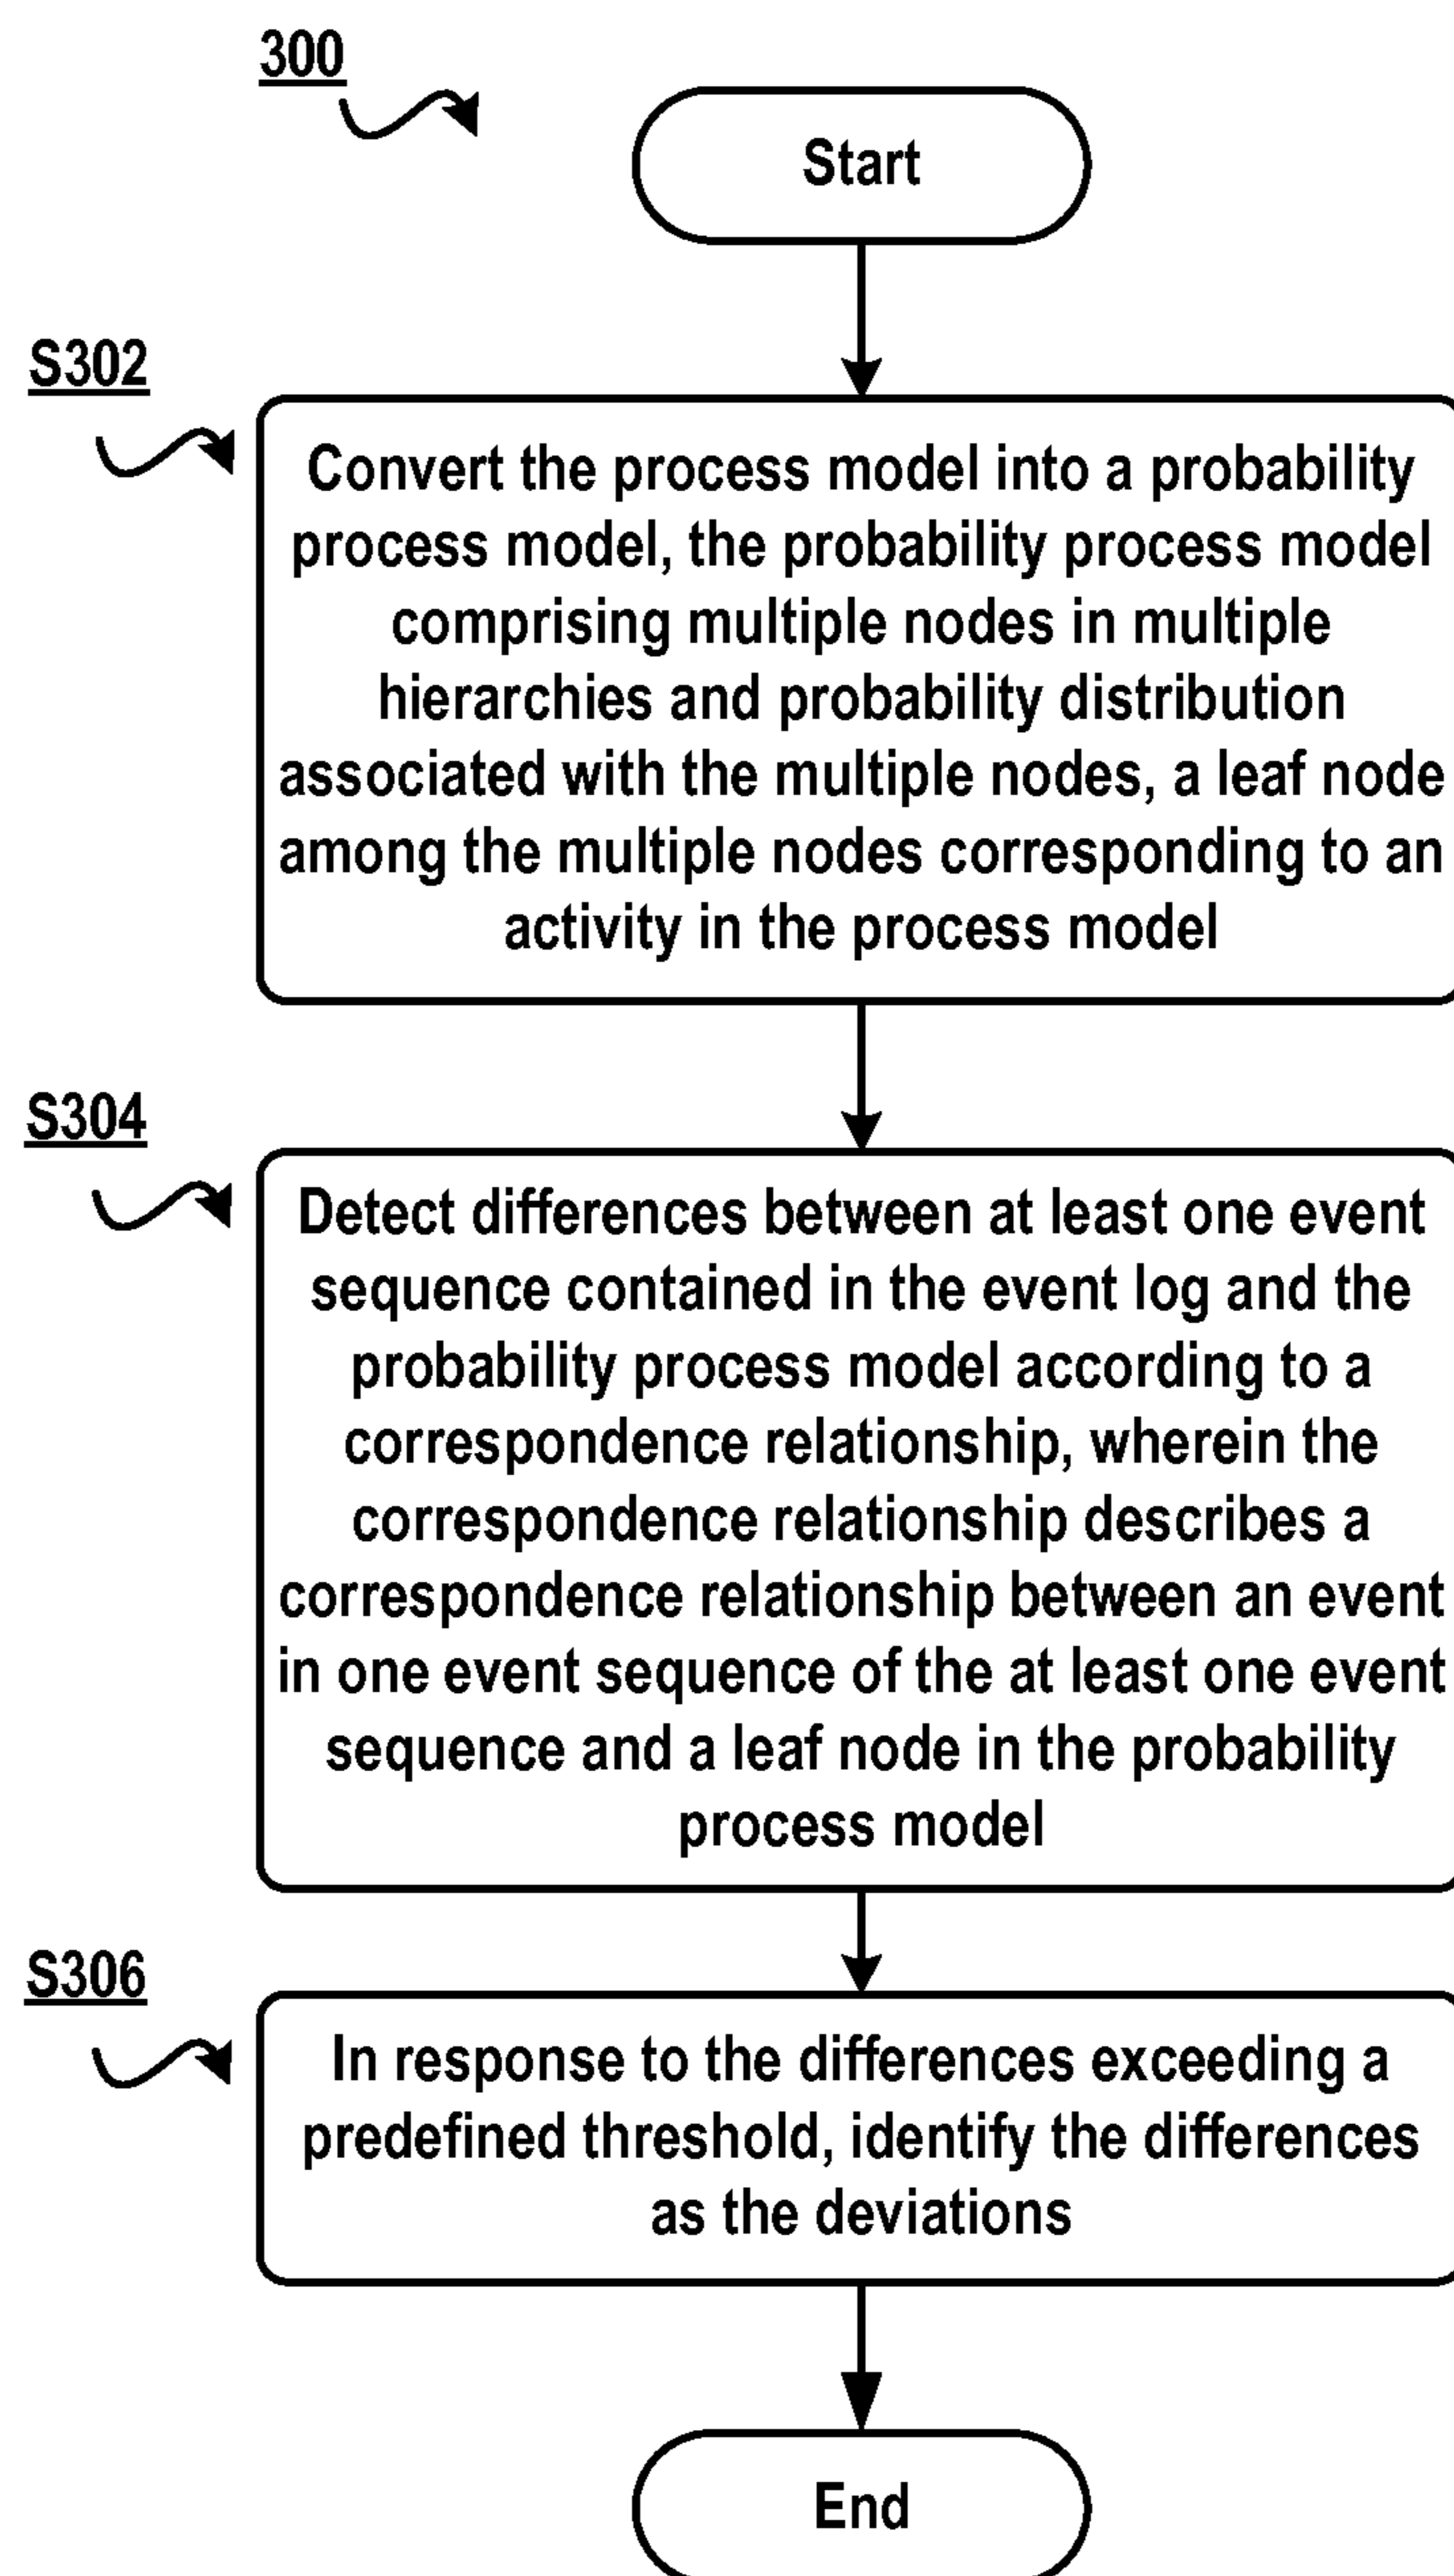 300
Start
S302
Convert the process model into a probability
process model, the probability process model
comprising multiple nodes in multiple
hierarchies and probability distribution
associated with the multiple nodes, a leaf node
among the multiple nodes corresponding to an
activity in the process model
S304
Detect differences between at least one event
sequence contained in the event log and the
probability process model according to a
correspondence relationship, wherein the
correspondence relationship describes a
correspondence relationship between an event
in one event sequence of the at least one event
sequence and a leaf node in the probability
process model
S306
In response to the differences exceeding a
predefined threshold, identify the differences
as the deviations
End